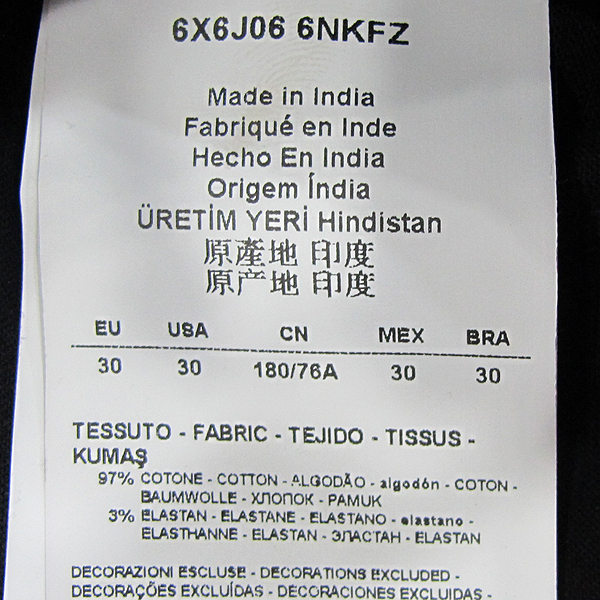 6X6J06 6NKFZ
Made in India
Fabriqué en Inde
Hecho En India
Origem Índia
ÜRETİM YERİ Hindistan
原產地 印度
原产地 印度
EU USA CN MEX BRA
30 30 180/76A 30 30
TESSUTO - FABRIC - TEJIDO - TISSUS -
KUMAŞ
97% COTONE - COTTON - ALGODÃO - algodón - COTON -
BAUMWOLLE - ХЛОПОК - PAMUK
3% ELASTAN - ELASTANE - ELASTANO - elastano -
ELASTHANNE - ELASTAN - ЭЛАСТАН - ELASTAN
DECORAZIONI ESCLUSE - DECORATIONS EXCLUDED -
DECORAÇÕES EXCLUÍDAS - DECORACIONES EXCLUIDAS -